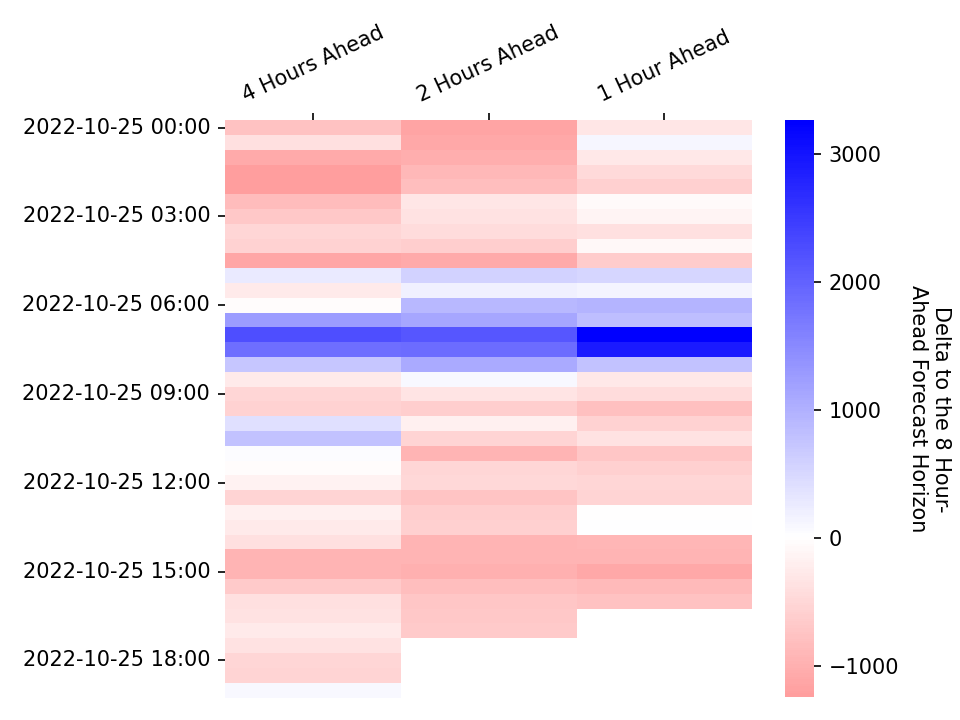 4 Hours Ahead
2 Hours Ahead
1 Hour Ahead
2022-10-25 00:00
2022-10-25 03:00
2022-10-25 06:00
2022-10-25 09:00
2022-10-25 12:00
2022-10-25 15:00
2022-10-25 18:00
3000
2000
1000
0
−1000
Delta to the 8 Hour-
Ahead Forecast Horizon